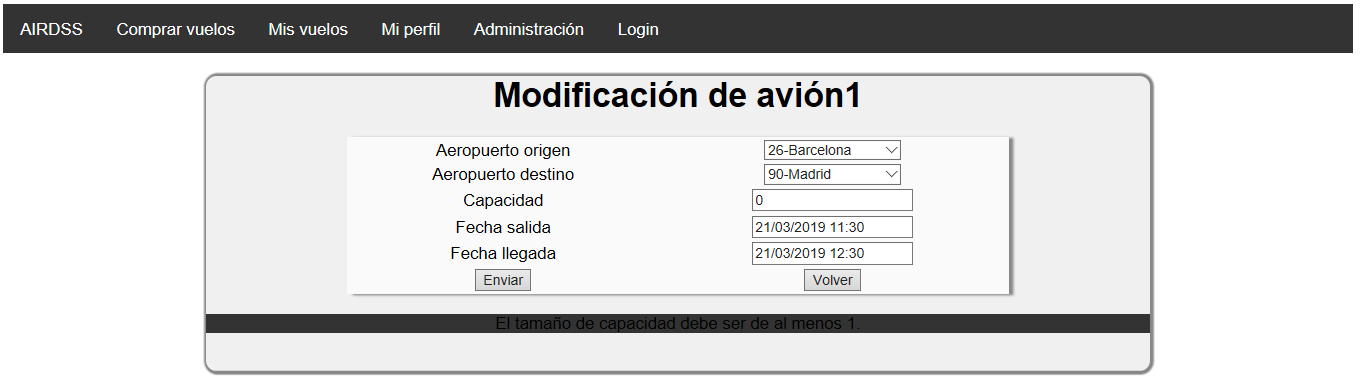 AIRDSS Comprar vuelos Mis vuelos Mi perfil Administración Login
Modificación de avión1
Aeropuerto origen 26-Barcelona
Aeropuerto destino 90-Madrid
Capacidad 0
Fecha salida 21/03/2019 11:30
Fecha llegada 21/03/2019 12:30
Enviar Volver
El tamaño de capacidad debe ser de al menos 1.